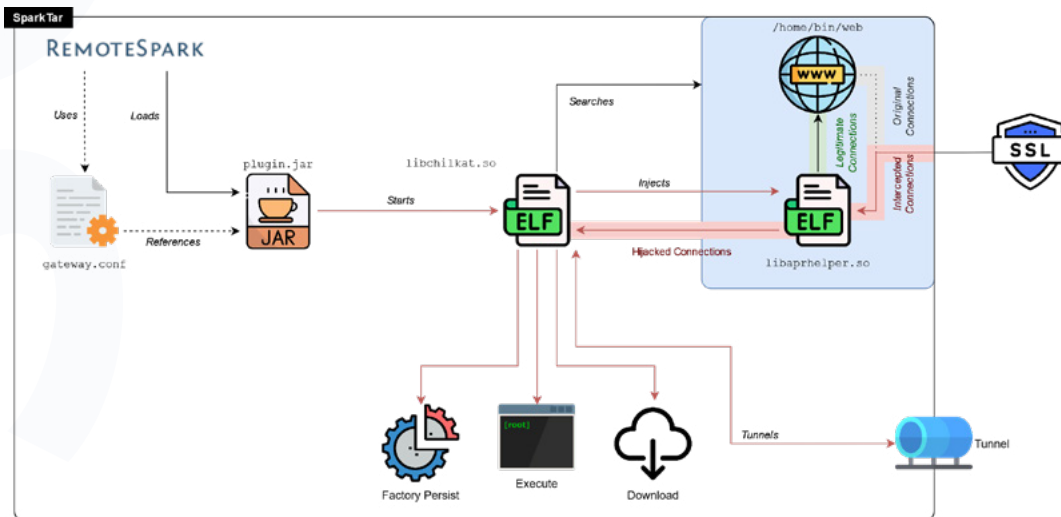 SparkTar
REMOTESPARK
/home/bin/web
WWW
Uses
Loads
Searches
Legitimate
Connections
Original
Connections
Intercepted
Connections
SSL
plugin.jar
libchilkat.so
JAR
Starts
ELF
Injects
ELF
References
gateway.conf
Hijacked Connections
libaprhelper.so
[root]
Tunnels
Tunnel
Factory Persist
Execute
Download